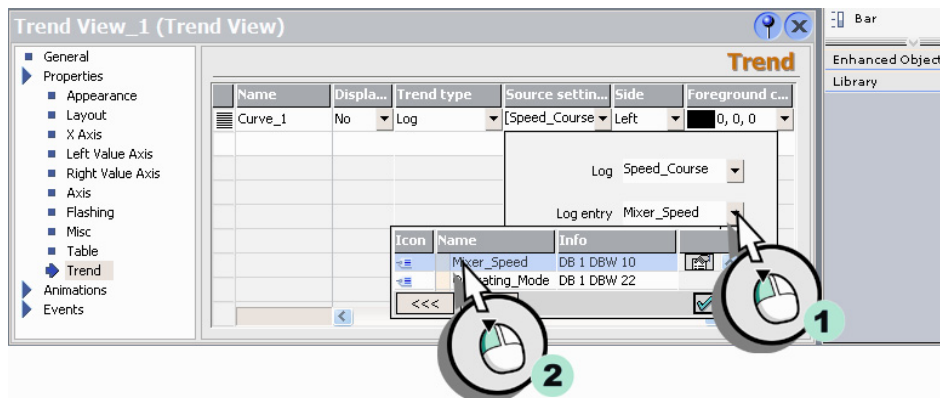 Trend View_1 (Trend View)
Bar
Enhanced Object
Library
General
Properties
Appearance
Layout
X Axis
Left Value Axis
Right Value Axis
Axis
Flashing
Misc
Table
Trend
Animations
Events
Trend
Name Displa... Trend type Source settin... Side Foreground c...
Curve_1 No Log [Speed_Course Left 0, 0, 0
Log Speed_Course
Log entry Mixer_Speed
Icon Name Info
Mixer_Speed DB 1 DBW 10
ating_Mode DB 1 DBW 22
<<<
1
2